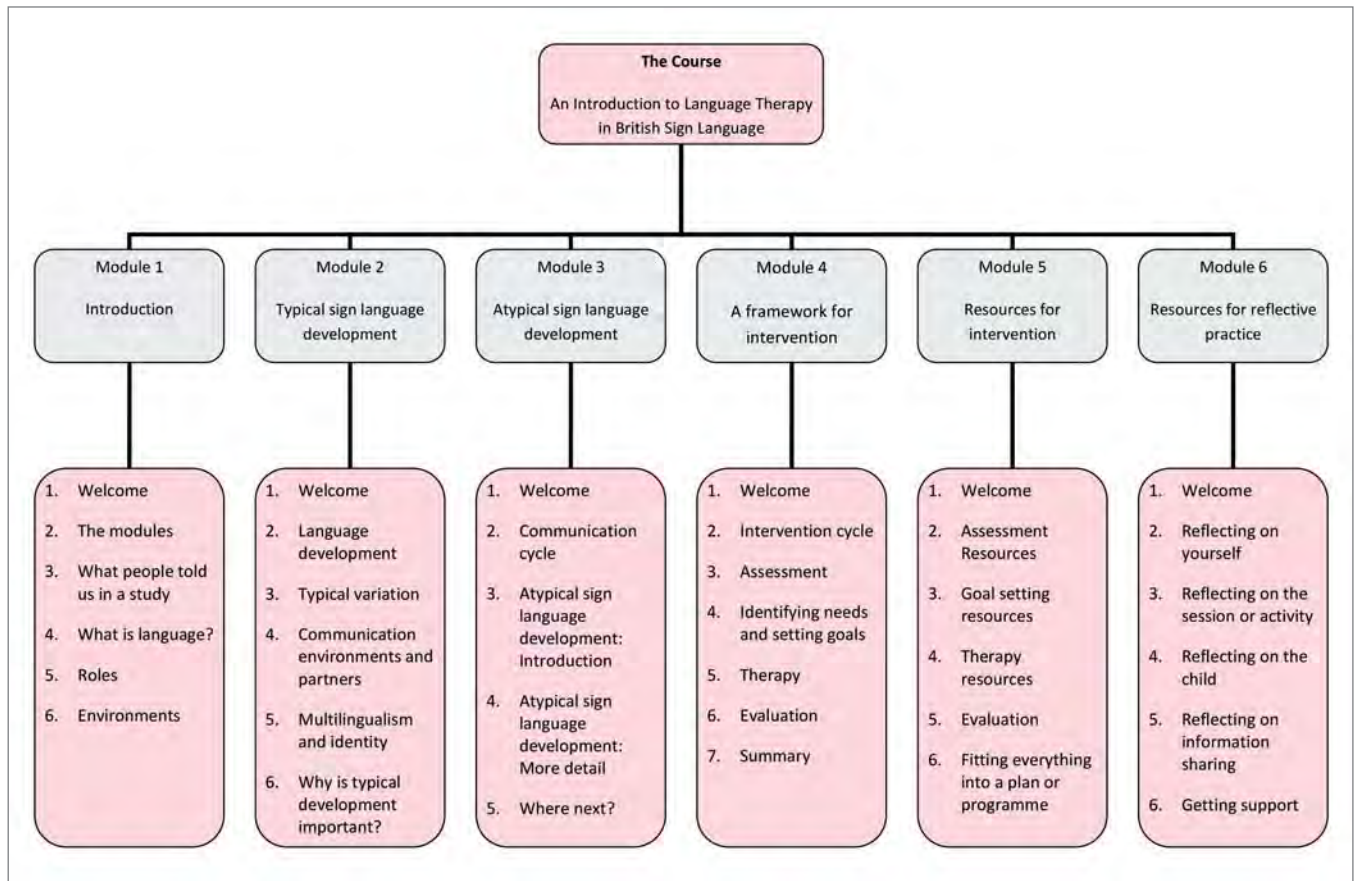 The Course
An Introduction to Language Therapy
in British Sign Language
Module 1
Introduction
Module 2
Typical sign language
development
Module 3
Atypical sign language
development
Module 4
A framework for
intervention
Module 5
Resources for
intervention
Module 6
Resources for reflective
practice
1. Welcome
2. The modules
3. What people told
us in a study
4. What is language?
5. Roles
6. Environments
1. Welcome
2. Language
development
3. Typical variation
4. Communication
environments and
partners
5. Multilingualism
and identity
6. Why is typical
development
important?
1. Welcome
2. Communication
cycle
3. Atypical sign
language
development:
Introduction
4. Atypical sign
language
development:
More detail
5. Where next?
1. Welcome
2. Intervention cycle
3. Assessment
4. Identifying needs
and setting goals
5. Therapy
6. Evaluation
7. Summary
1. Welcome
2. Assessment
Resources
3. Goal setting
resources
4. Therapy
resources
5. Evaluation
6. Fitting everything
into a plan or
programme
1. Welcome
2. Reflecting on
yourself
3. Reflecting on the
session or activity
4. Reflecting on the
child
5. Reflecting on
information
sharing
6. Getting support